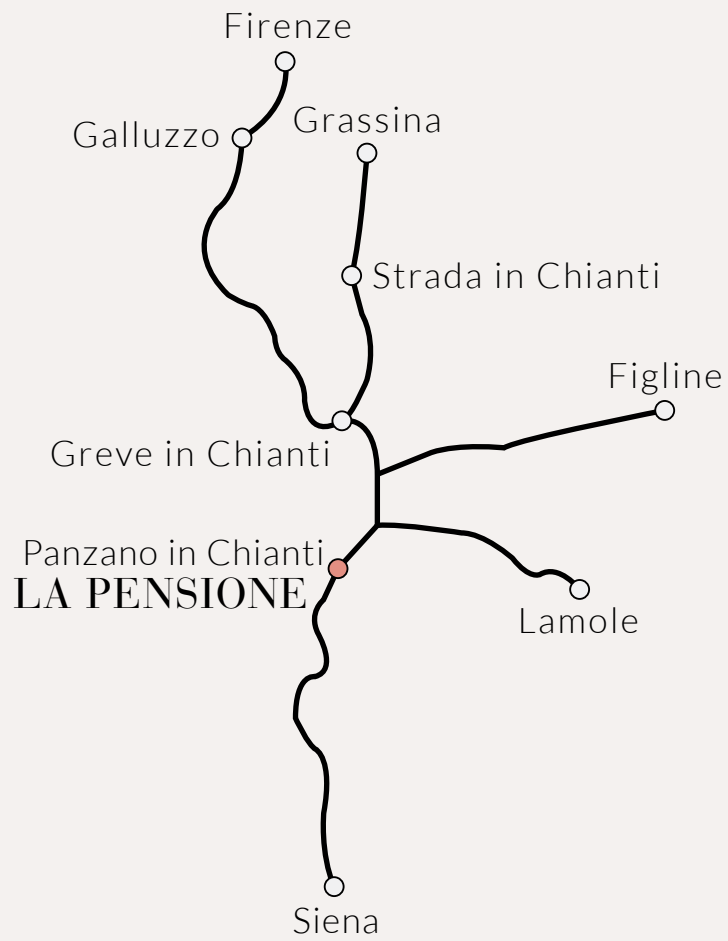 Firenze
Grassina
Galluzzo
Strada in Chianti
Figline
Greve in Chianti
Panzano in Chianti
LA PENSIONE
Lamole
Siena